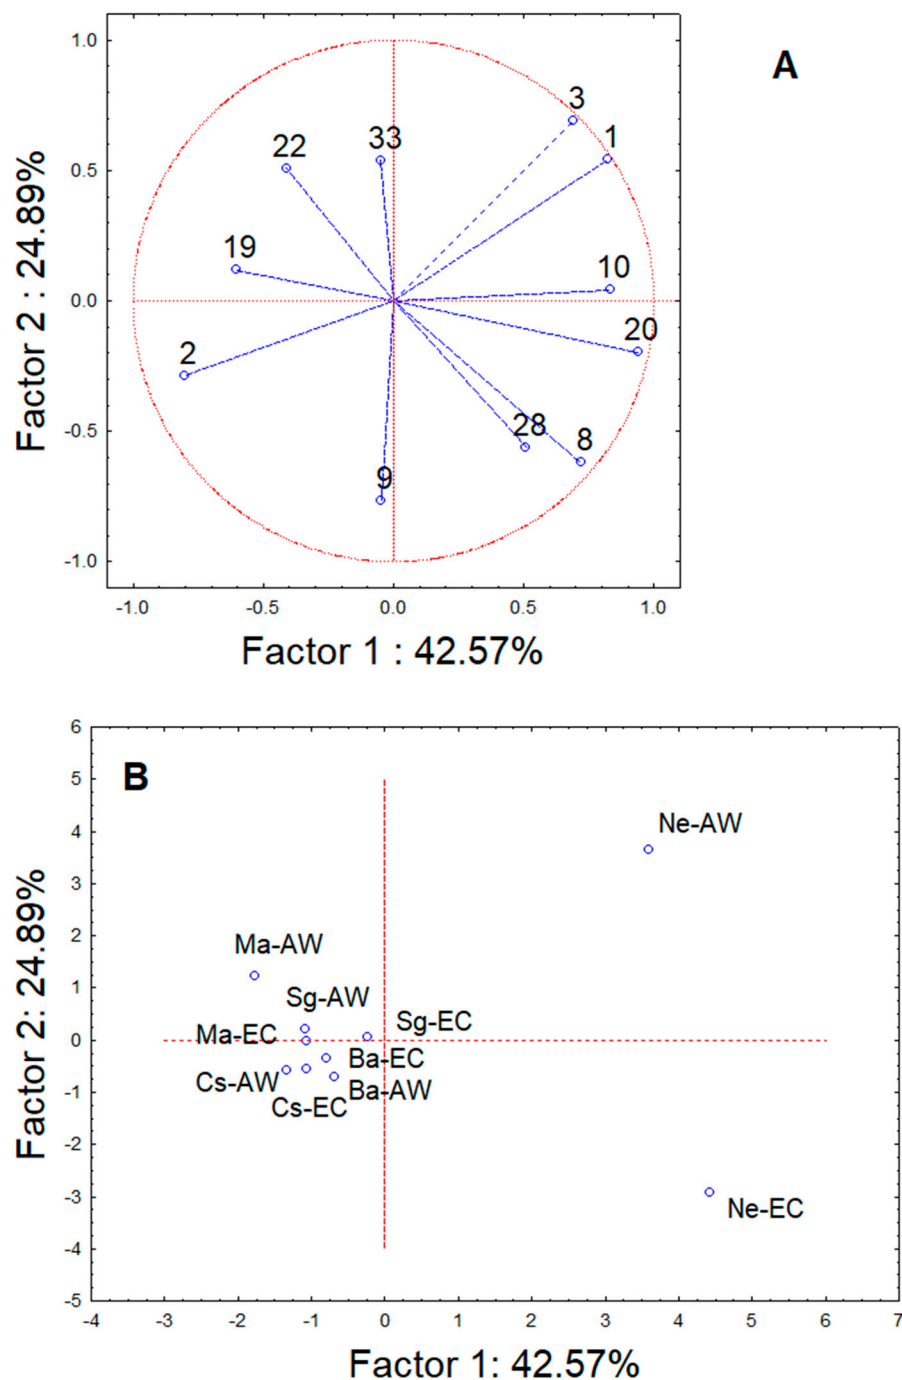 A
1.0
0.5
0.0
-0.5
-1.0
3
1
22
33
19
10
20
2
28
8
9
-1.0 -0.5 0.0 0.5 1.0
Factor 2 : 24.89%
Factor 1 : 42.57%
B
6
5
4
3
2
1
0
-1
-2
-3
-4
-5
Ne-AW
Ma-AW
Sg-AW
Sg-EC
Ma-EC
Ba-EC
Cs-AW
Ba-AW
Cs-EC
Ne-EC
-4 -3 -2 -1 0 1 2 3 4 5 6 7
Factor 2: 24.89%
Factor 1: 42.57%